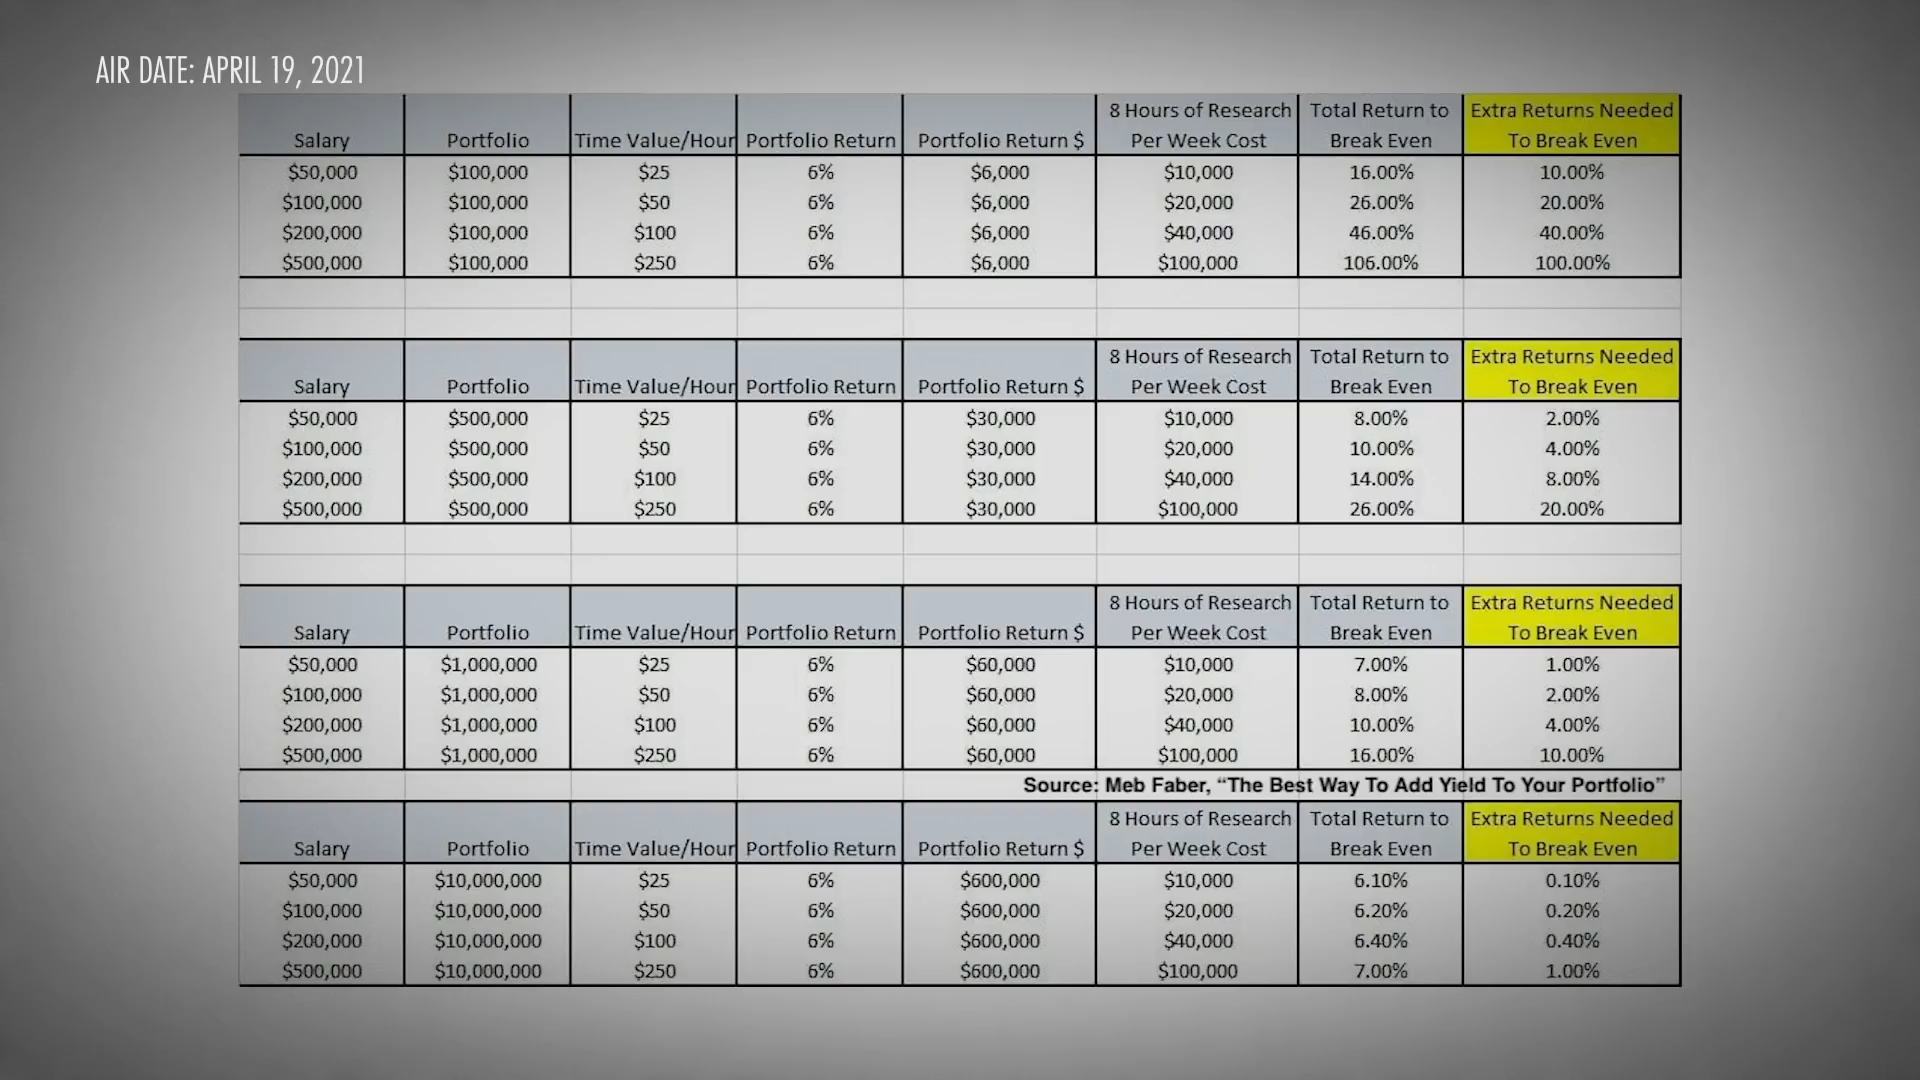 AIR DATE: APRIL 19, 2021
8 Hours of Research Total Return to Extra Returns Needed
Salary Portfolio Time Value/Hour Portfolio Return Portfolio Return $ Per Week Cost Break Even To Break Even
$50,000 $100,000 $25 6% $6,000 $10,000 16.00% 10.00%
$100,000 $100,000 $50 6% $6,000 $20,000 26.00% 20.00%
$200,000 $100,000 $100 6% $6,000 $40,000 46.00% 40.00%
$500,000 $100,000 $250 6% $6,000 $100,000 106.00% 100.00%
8 Hours of Research Total Return to Extra Returns Needed
Salary Portfolio Time Value/Hour Portfolio Return Portfolio Return $ Per Week Cost Break Even To Break Even
$50,000 $500,000 $25 6% $30,000 $10,000 8.00% 2.00%
$100,000 $500,000 $50 6% $30,000 $20,000 10.00% 4.00%
$200,000 $500,000 $100 6% $30,000 $40,000 14.00% 8.00%
$500,000 $500,000 $250 6% $30,000 $100,000 26.00% 20.00%
8 Hours of Research Total Return to Extra Returns Needed
Salary Portfolio Time Value/Hour Portfolio Return Portfolio Return $ Per Week Cost Break Even To Break Even
$50,000 $1,000,000 $25 6% $60,000 $10,000 7.00% 1.00%
$100,000 $1,000,000 $50 6% $60,000 $20,000 8.00% 2.00%
$200,000 $1,000,000 $100 6% $60,000 $40,000 10.00% 4.00%
$500,000 $1,000,000 $250 6% $60,000 $100,000 16.00% 10.00%
Source: Meb Faber, “The Best Way To Add Yield To Your Portfolio”
8 Hours of Research Total Return to Extra Returns Needed
Salary Portfolio Time Value/Hour Portfolio Return Portfolio Return $ Per Week Cost Break Even To Break Even
$50,000 $10,000,000 $25 6% $600,000 $10,000 6.10% 0.10%
$100,000 $10,000,000 $50 6% $600,000 $20,000 6.20% 0.20%
$200,000 $10,000,000 $100 6% $600,000 $40,000 6.40% 0.40%
$500,000 $10,000,000 $250 6% $600,000 $100,000 7.00% 1.00%